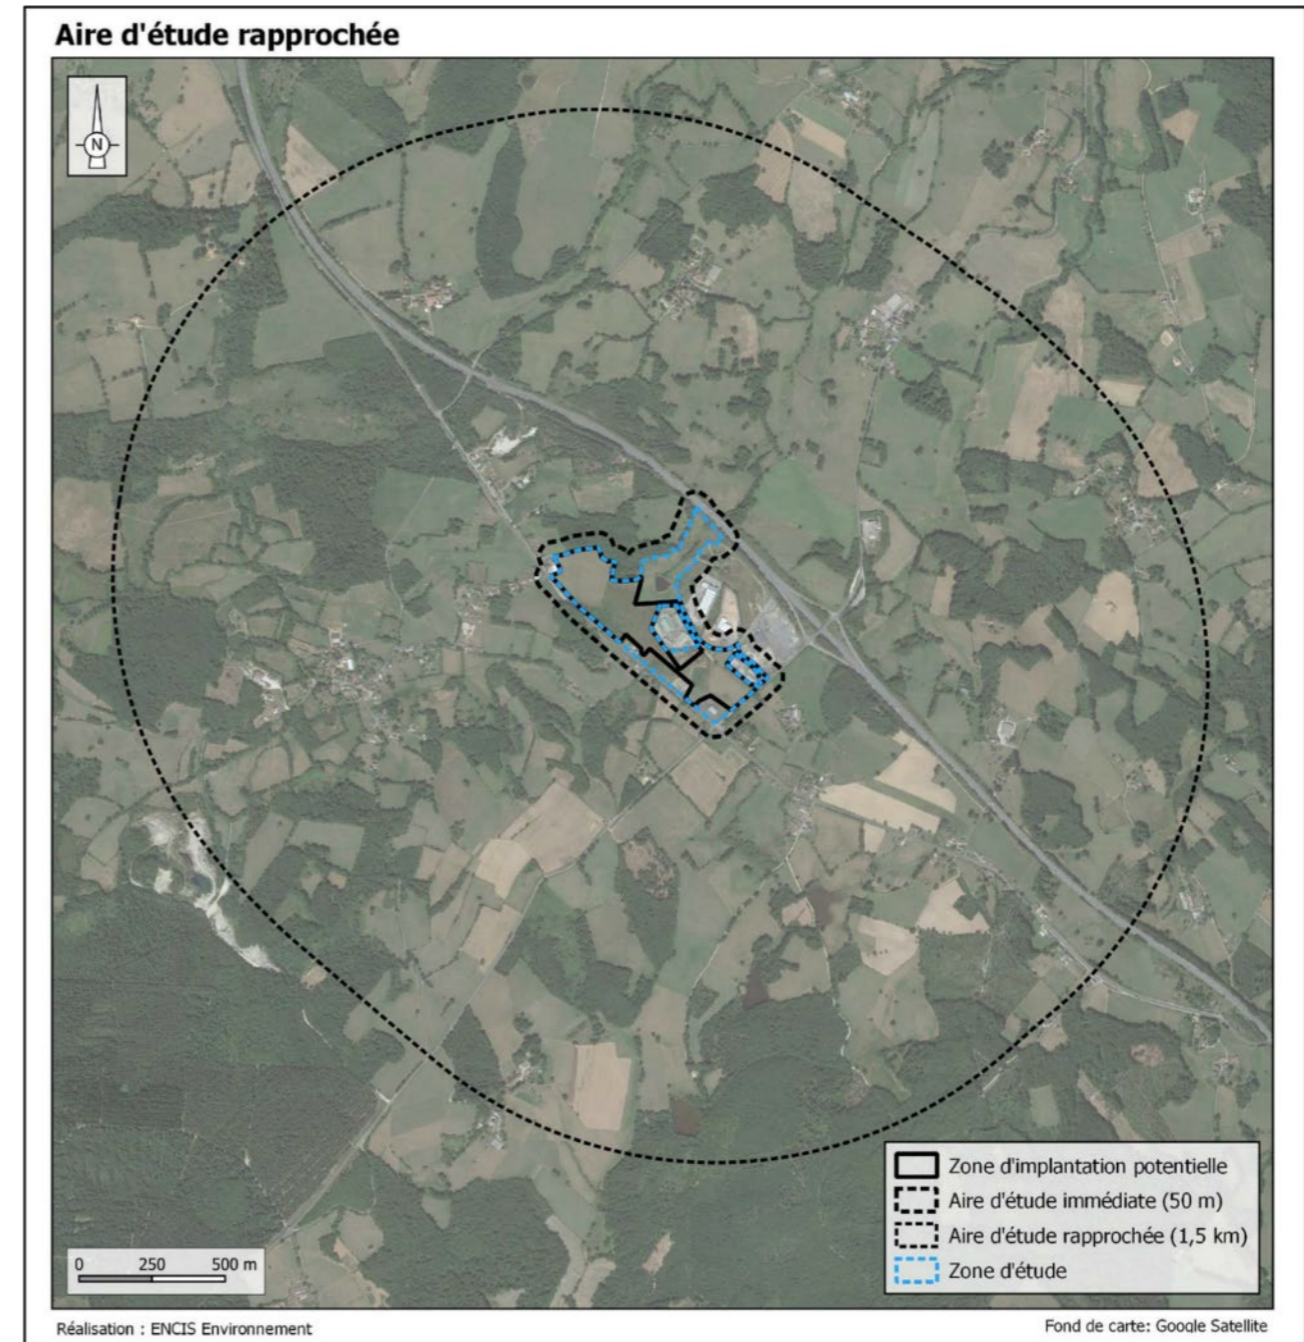 Aire d'étude rapprochée
N
Zone d'implantation potentielle
Aire d'étude immédiate (50 m)
Aire d'étude rapprochée (1,5 km)
Zone d'étude
0 250 500 m
Réalisation : ENCIS Environnement
Fond de carte: Google Satellite